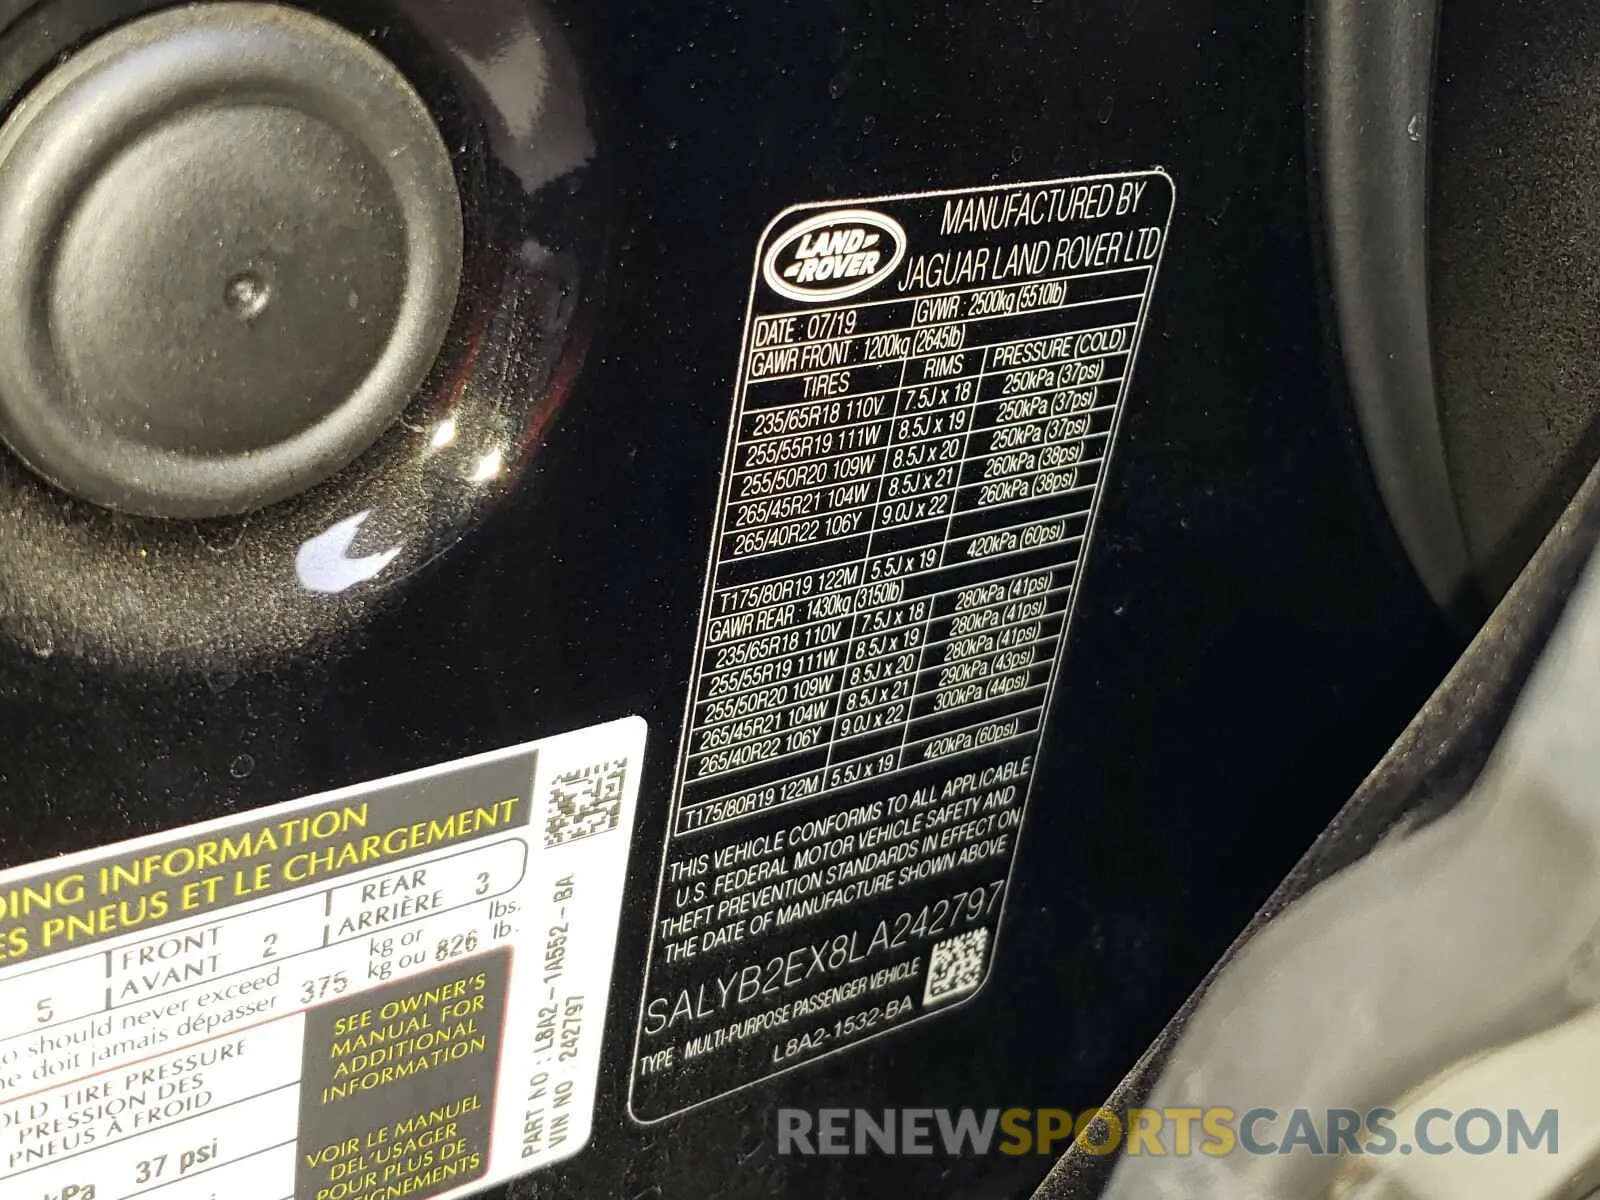 LAND-
-ROVER
MANUFACTURED BY
JAGUAR LAND ROVER LTD
DATE : 07/19 GVWR : 2500kg (5510lb)
GAWR FRONT : 1200kg (2645lb)
TIRES RIMS PRESSURE (COLD)
235/65R18 110V 7.5J x 18 250kPa (37psi)
255/55R19 111W 8.5J x 19 250kPa (37psi)
255/50R20 109W 8.5J x 20 250kPa (37psi)
265/45R21 104W 8.5J x 21 260kPa (38psi)
265/40R22 106Y 9.0J x 22 260kPa (38psi)
T175/80R19 122M 5.5J x 19 420kPa (60psi)
GAWR REAR : 1430kg (3150lb)
235/65R18 110V 7.5J x 18 280kPa (41psi)
255/55R19 111W 8.5J x 19 280kPa (41psi)
255/50R20 109W 8.5J x 20 280kPa (41psi)
265/45R21 104W 8.5J x 21 290kPa (43psi)
265/40R22 106Y 9.0J x 22 300kPa (44psi)
T175/80R19 122M 5.5J x 19 420kPa (60psi)
THIS VEHICLE CONFORMS TO ALL APPLICABLE
U.S. FEDERAL MOTOR VEHICLE SAFETY AND
THEFT PREVENTION STANDARDS IN EFFECT ON
THE DATE OF MANUFACTURE SHOWN ABOVE
SALYB2EX8LA242797
TYPE : MULTI-PURPOSE PASSENGER VEHICLE
L8A2-1532-BA
DING INFORMATION
ES PNEUS ET LE CHARGEMENT
5 FRONT AVANT 2 REAR ARRIÈRE 3
should never exceed 375 kg or 826 lbs.
doit jamais dépasser kg ou lb.
OLD TIRE PRESSURE
PRESSION DES
PNEUS À FROID
kPa 37 psi
SEE OWNER'S
MANUAL FOR
ADDITIONAL
INFORMATION
VOIR LE MANUEL
DEL'USAGER
POUR PLUS DE
SIGNEMENTS
PART NO : L8A2-1A552-BA
VIN NO : 242797
RENEWSPORTSCARS.COM